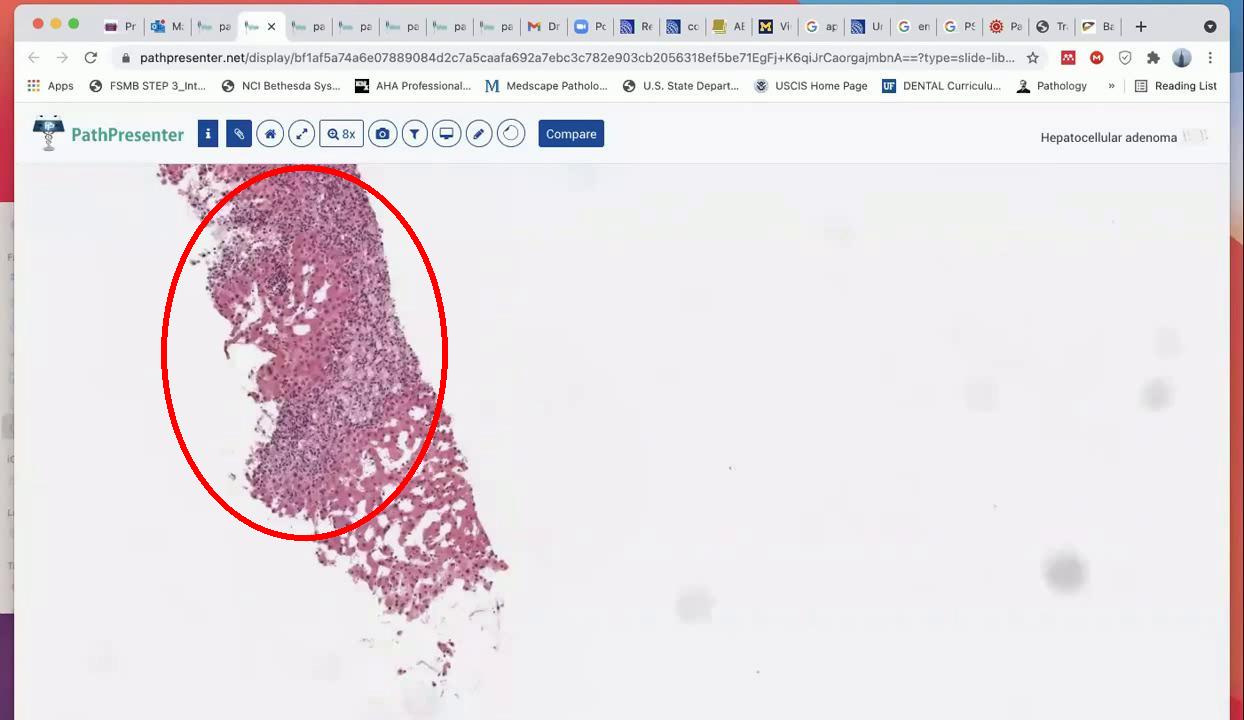 Pr M: pa pa pa pa pa pa Dr Pc Re cc AE Vi ap Ur en PS Pa Tr Ba
pathpresenter.net/display/bf1af5a74a6f07889084d2c7a5caafa692a7ebc3c782e903cb2056318ef5be71EgFj+K6qiJrCaorgajmbnA==?type=slide-lib...
Apps FSMB STEP 3_Int... NCI Bethesda Sys... AHA Professional... Medscape Patholo... U.S. State Depart... USCIS Home Page UF DENTAL Curriculu... Pathology » Reading List
PathPresenter 8x Compare Hepatocellular adenoma